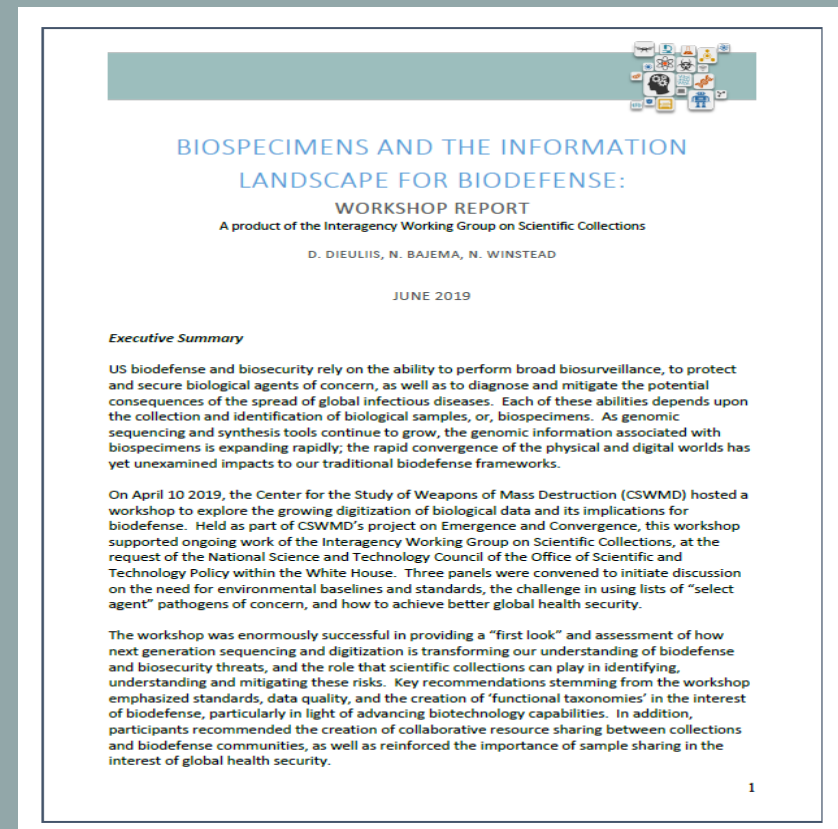 BIOSPECIMENS AND THE INFORMATION
LANDSCAPE FOR BIODEFENSE:
WORKSHOP REPORT
A product of the Interagency Working Group on Scientific Collections
D. DIEULIIS, N. BAJEMA, N. WINSTEAD
JUNE 2019
Executive Summary
US biodefense and biosecurity rely on the ability to perform broad biosurveillance, to protect
and secure biological agents of concern, as well as to diagnose and mitigate the potential
consequences of the spread of global infectious diseases. Each of these abilities depends upon
the collection and identification of biological samples, or, biospecimens. As genomic
sequencing and synthesis tools continue to grow, the genomic information associated with
biospecimens is expanding rapidly; the rapid convergence of the physical and digital worlds has
yet unexamined impacts to our traditional biodefense frameworks.
On April 10 2019, the Center for the Study of Weapons of Mass Destruction (CSWMD) hosted a
workshop to explore the growing digitization of biological data and its implications for
biodefense. Held as part of CSWMD's project on Emergence and Convergence, this workshop
supported ongoing work of the Interagency Working Group on Scientific Collections, at the
request of the National Science and Technology Council of the Office of Scientific and
Technology Policy within the White House. Three panels were convened to initiate discussion
on the need for environmental baselines and standards, the challenge in using lists of "select
agent" pathogens of concern, and how to achieve better global health security.
The workshop was enormously successful in providing a "first look" and assessment of how
next generation sequencing and digitization is transforming our understanding of biodefense
and biosecurity threats, and the role that scientific collections can play in identifying,
understanding and mitigating these risks. Key recommendations stemming from the workshop
emphasized standards, data quality, and the creation of 'functional taxonomies' in the interest
of biodefense, particularly in light of advancing biotechnology capabilities. In addition,
participants recommended the creation of collaborative resource sharing between collections
and biodefense communities, as well as reinforced the importance of sample sharing in the
interest of global health security.
1